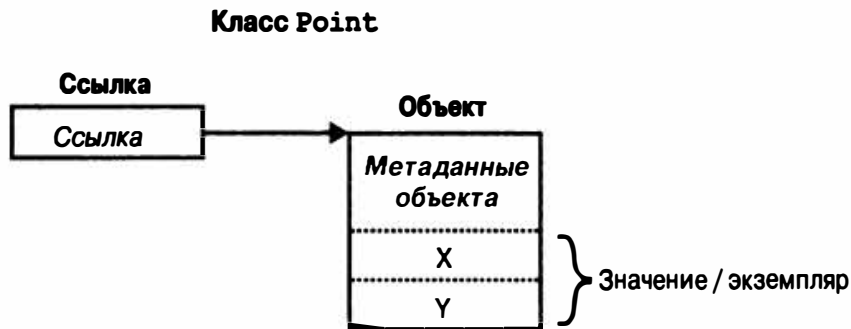 Класс Point
Ссылка
Ссылка
Объект
Метаданные
объекта
X
Y
Значение / экземпляр